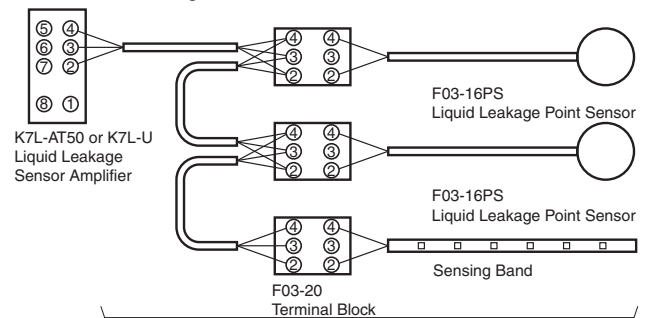 ⑤ ④
⑥ ③
⑦ ②
⑧ ①
K7L-AT50 or K7L-U
Liquid Leakage
Sensor Amplifier
④ ④
③ ③
② ②
F03-16PS
Liquid Leakage Point Sensor
④ ④
③ ③
② ②
F03-16PS
Liquid Leakage Point Sensor
④ ④
③ ③
② ②
Sensing Band
F03-20
Terminal Block